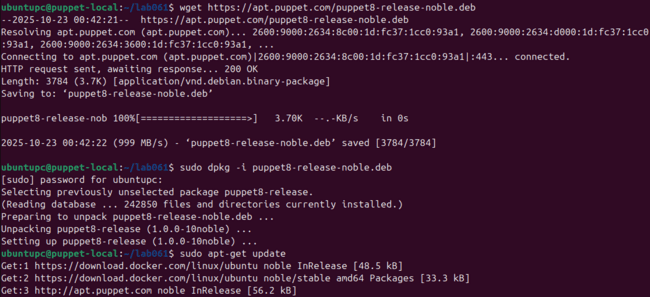 ubuntupc@puppet-local:~/lab061$ wget https://apt.puppet.com/puppet8-release-noble.deb
--2025-10-23 00:42:21--  https://apt.puppet.com/puppet8-release-noble.deb
Resolving apt.puppet.com (apt.puppet.com)... 2600:9000:2634:8c00:1d:fc37:1cc0:93a1, 2600:9000:2634:d000:1d:fc37:1cc0
:93a1, 2600:9000:2634:3600:1d:fc37:1cc0:93a1, ...
Connecting to apt.puppet.com (apt.puppet.com)|2600:9000:2634:8c00:1d:fc37:1cc0:93a1|:443... connected.
HTTP request sent, awaiting response... 200 OK
Length: 3784 (3.7K) [application/vnd.debian.binary-package]
Saving to: ‘puppet8-release-noble.deb’
puppet8-release-nob 100%[===================>]   3.70K  --.-KB/s    in 0s
2025-10-23 00:42:22 (999 MB/s) - ‘puppet8-release-noble.deb’ saved [3784/3784]
ubuntupc@puppet-local:~/lab061$ sudo dpkg -i puppet8-release-noble.deb
[sudo] password for ubuntupc:
Selecting previously unselected package puppet8-release.
(Reading database ... 242850 files and directories currently installed.)
Preparing to unpack puppet8-release-noble.deb ...
Unpacking puppet8-release (1.0.0-10noble) ...
Setting up puppet8-release (1.0.0-10noble) ...
ubuntupc@puppet-local:~/lab061$ sudo apt-get update
Get:1 https://download.docker.com/linux/ubuntu noble InRelease [48.5 kB]
Get:2 https://download.docker.com/linux/ubuntu noble/stable amd64 Packages [33.3 kB]
Get:3 http://apt.puppet.com noble InRelease [56.2 kB]